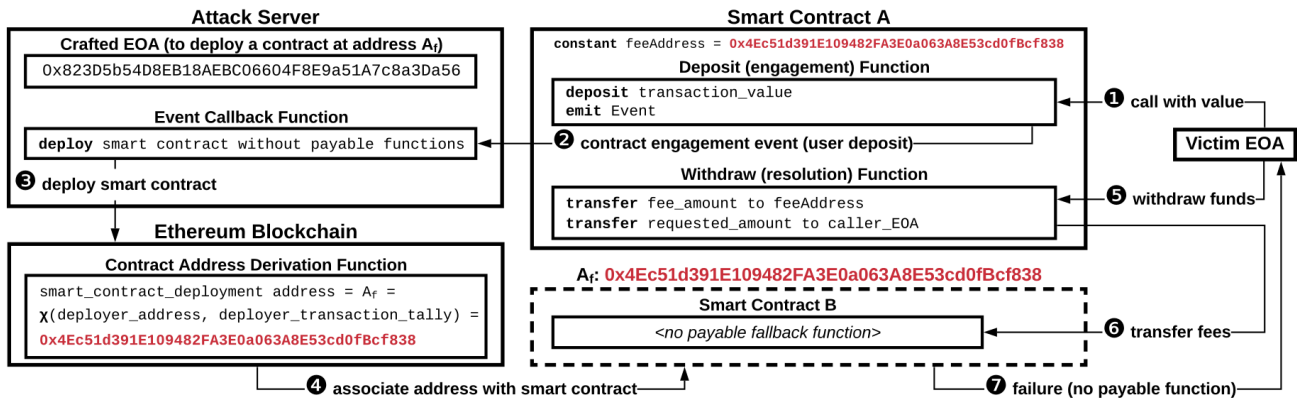 Attack Server
Crafted EOA (to deploy a contract at address Af)
0x823D5b54D8EB18AEBC06604F8E9a51A7c8a3Da56
Event Callback Function
deploy smart contract without payable functions
❸ deploy smart contract
Ethereum Blockchain
Contract Address Derivation Function
smart_contract_deployment address = Af =
χ(deployer_address, deployer_transaction_tally) =
0x4Ec51d391E109482FA3E0a063A8E53cd0fBcf838
❹ associate address with smart contract
Smart Contract A
constant feeAddress = 0x4Ec51d391E109482FA3E0a063A8E53cd0fBcf838
Deposit (engagement) Function
deposit transaction_value
emit Event
❷ contract engagement event (user deposit)
Withdraw (resolution) Function
transfer fee_amount to feeAddress
transfer requested_amount to caller_EOA
Af: 0x4Ec51d391E109482FA3E0a063A8E53cd0fBcf838
Smart Contract B
<no payable fallback function>
❶ call with value
Victim EOA
❺ withdraw funds
❻ transfer fees
❼ failure (no payable function)